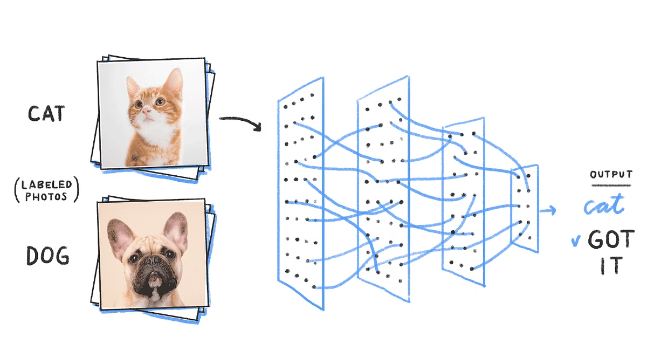 CAT
(LABELED
PHOTOS)
DOG
OUTPUT
cat
✓ GOT
IT